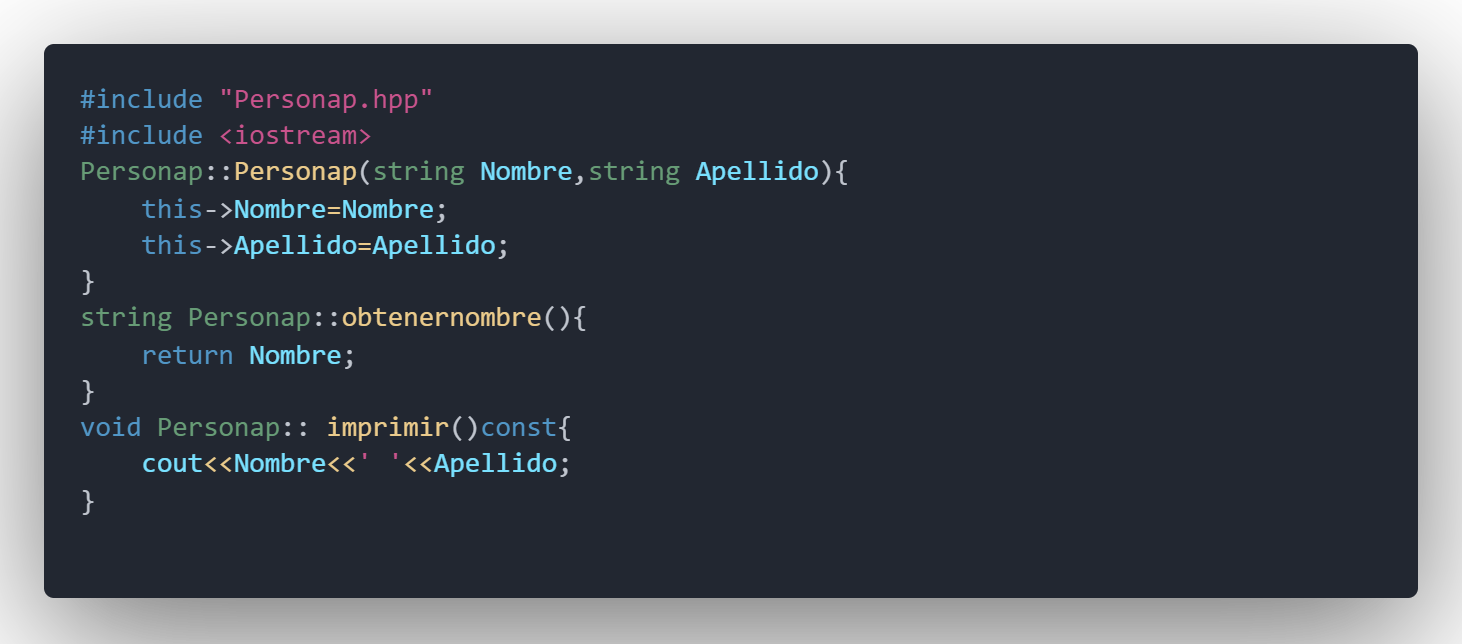 #include "Personap.hpp"
#include <iostream>
Personap::Personap(string Nombre,string Apellido){
    this->Nombre=Nombre;
    this->Apellido=Apellido;
}
string Personap::obtenernombre(){
    return Nombre;
}
void Personap:: imprimir()const{
    cout<<Nombre<<' '<<Apellido;
}